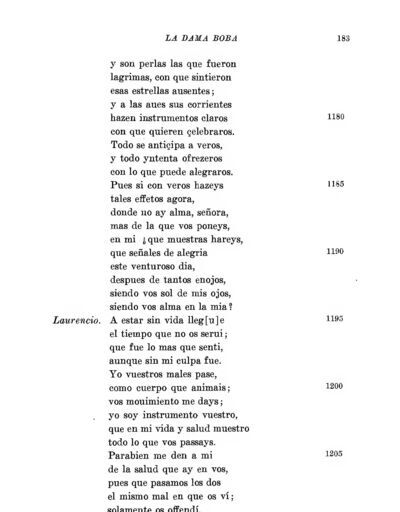 LA DAMA BOBA 183
y son perlas las que fueron
lagrimas, con que sintieron
esas estrellas ausentes;
y a las aues sus corrientes
hazen instrumentos claros 1180
con que quieren çelebraros.
Todo se antiçipa a veros,
y todo yntenta ofrezeros
con lo que puede alegraros.
Pues si con veros hazeys 1185
tales effetos agora,
donde no ay alma, señora,
mas de la que vos poneys,
en mi ¿que muestras hareys,
que señales de alegria 1190
este venturoso dia,
despues de tantos enojos,
siendo vos sol de mis ojos,
siendo vos alma en la mia?
Laurencio. A estar sin vida lleg[u]e 1195
el tiempo que no os serui;
que fue lo mas que senti,
aunque sin mi culpa fue.
Yo vuestros males pase,
como cuerpo que animais; 1200
vos mouimiento me days;
yo soy instrumento vuestro,
que en mi vida y salud muestro
todo lo que vos passays.
Parabien me den a mi 1205
de la salud que ay en vos,
pues que pasamos los dos
el mismo mal en que os ví;
solamente os offendí,